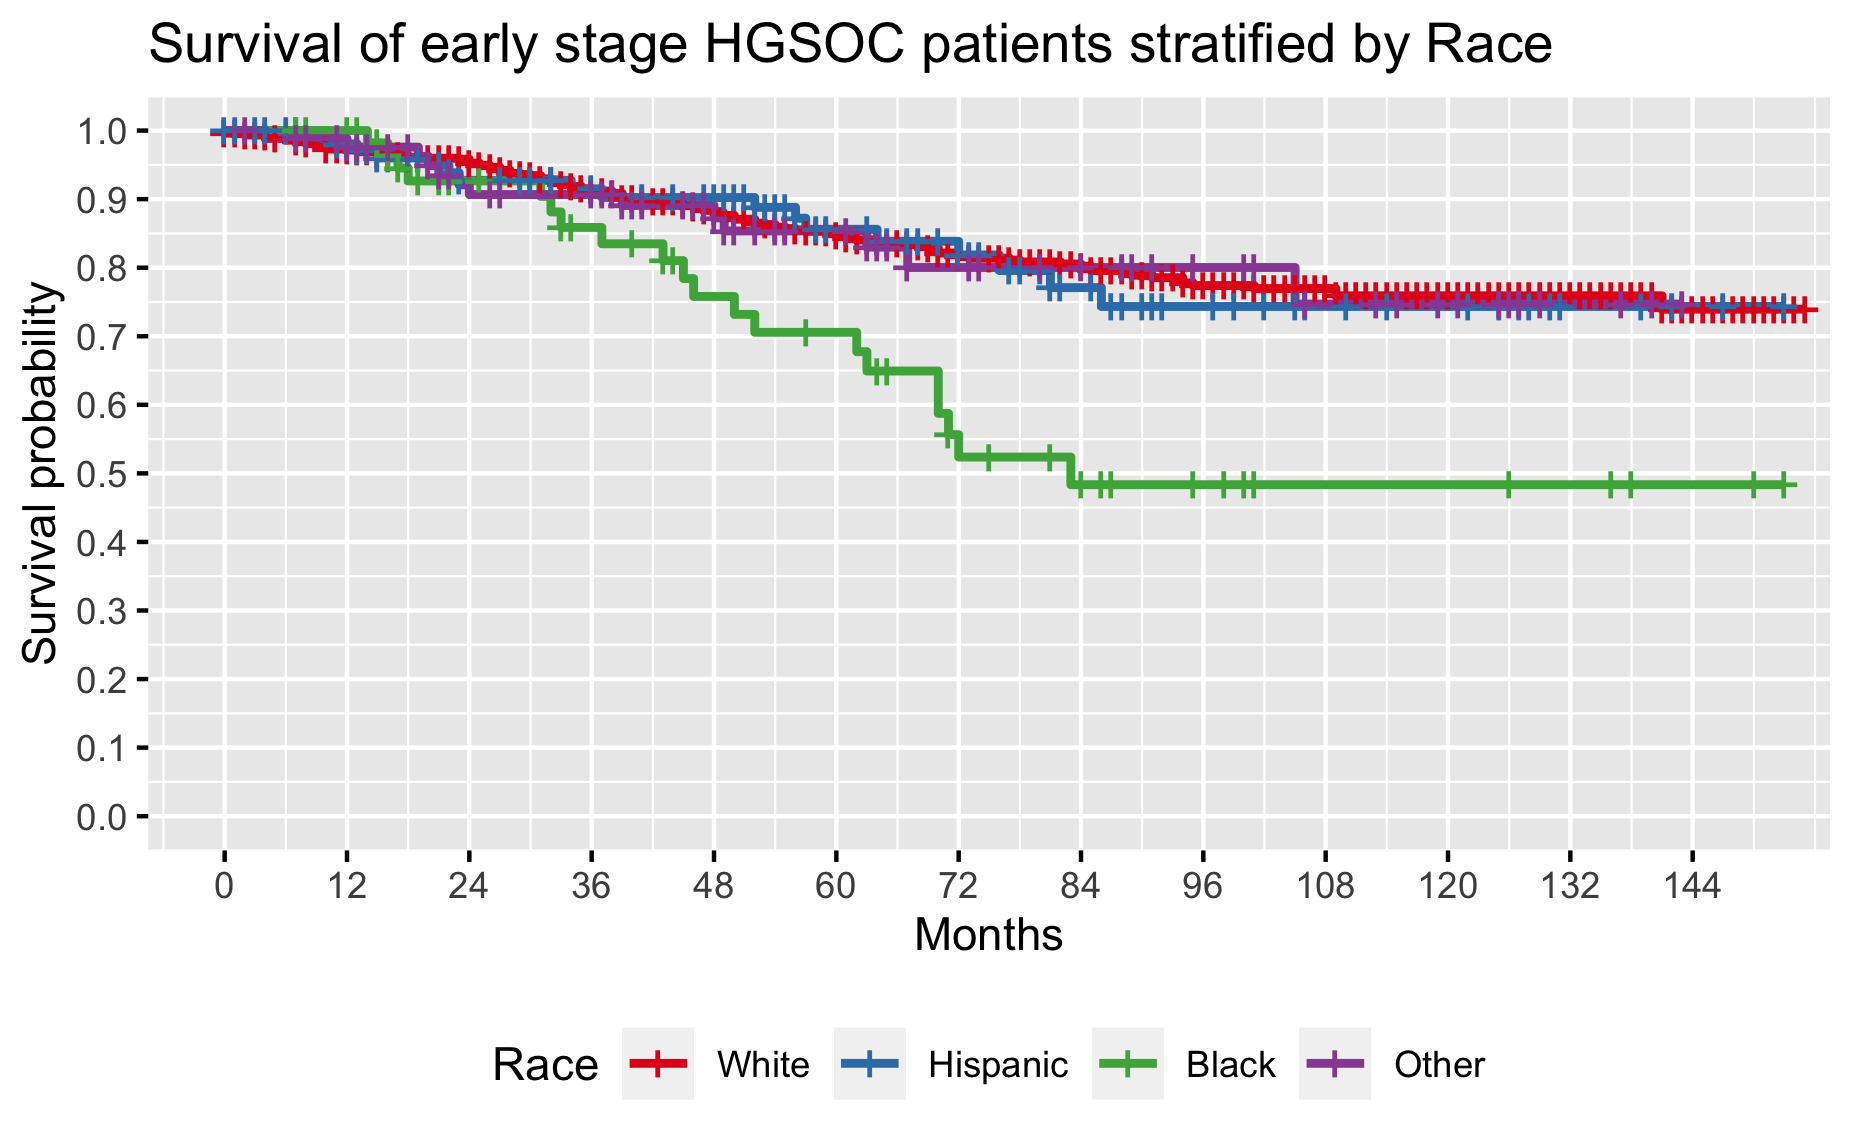 Survival of early stage HGSOC patients stratified by Race
Survival probability
1.0
0.9
0.8
0.7
0.6
0.5
0.4
0.3
0.2
0.1
0.0
0 12 24 36 48 60 72 84 96 108 120 132 144
Months
Race White Hispanic Black Other